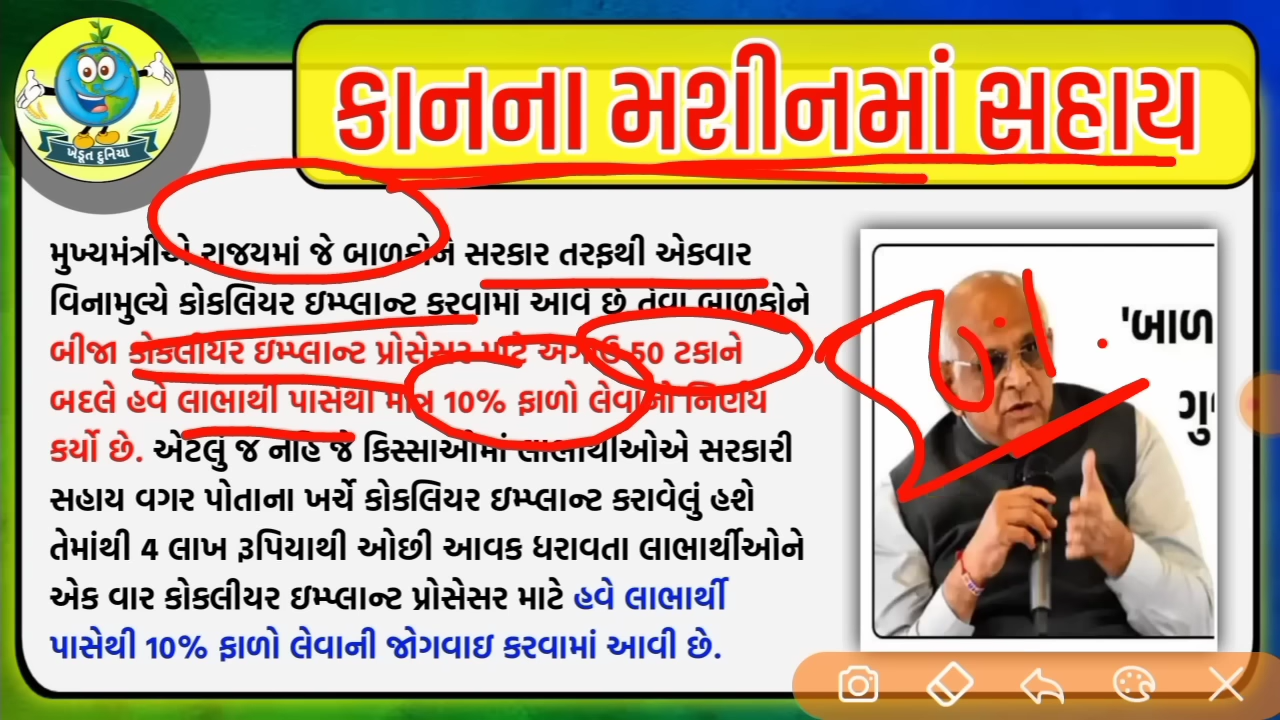 ખેડૂત દુનિયા
કાનના મશીનમાં સહાય
મુખ્યમંત્રીએ રાજયમાં જે બાળકોને સરકાર તરફથી એકવાર
વિનામુલ્યે કોકલિયર ઇમ્પ્લાન્ટ કરવામાં આવે છે તેવા બાળકોને
બીજા કોકલીયર ઇમ્પ્લાન્ટ પ્રોસેસર માટે અગાઉ 50 ટકાને
બદલે હવે લાભાર્થી પાસેથી માત્ર 10% ફાળો લેવાનો નિર્ણય
કર્યો છે. એટલું જ નહિ જે કિસ્સાઓમાં લાભાર્થીઓએ સરકારી
સહાય વગર પોતાના ખર્ચે કોકલિયર ઇમ્પ્લાન્ટ કરાવેલું હશે
તેમાંથી 4 લાખ રૂપિયાથી ઓછી આવક ધરાવતા લાભાર્થીઓને
એક વાર કોકલીયર ઇમ્પ્લાન્ટ પ્રોસેસર માટે હવે લાભાર્થી
પાસેથી 10% ફાળો લેવાની જોગવાઇ કરવામાં આવી છે.
'બાળ
ગુ